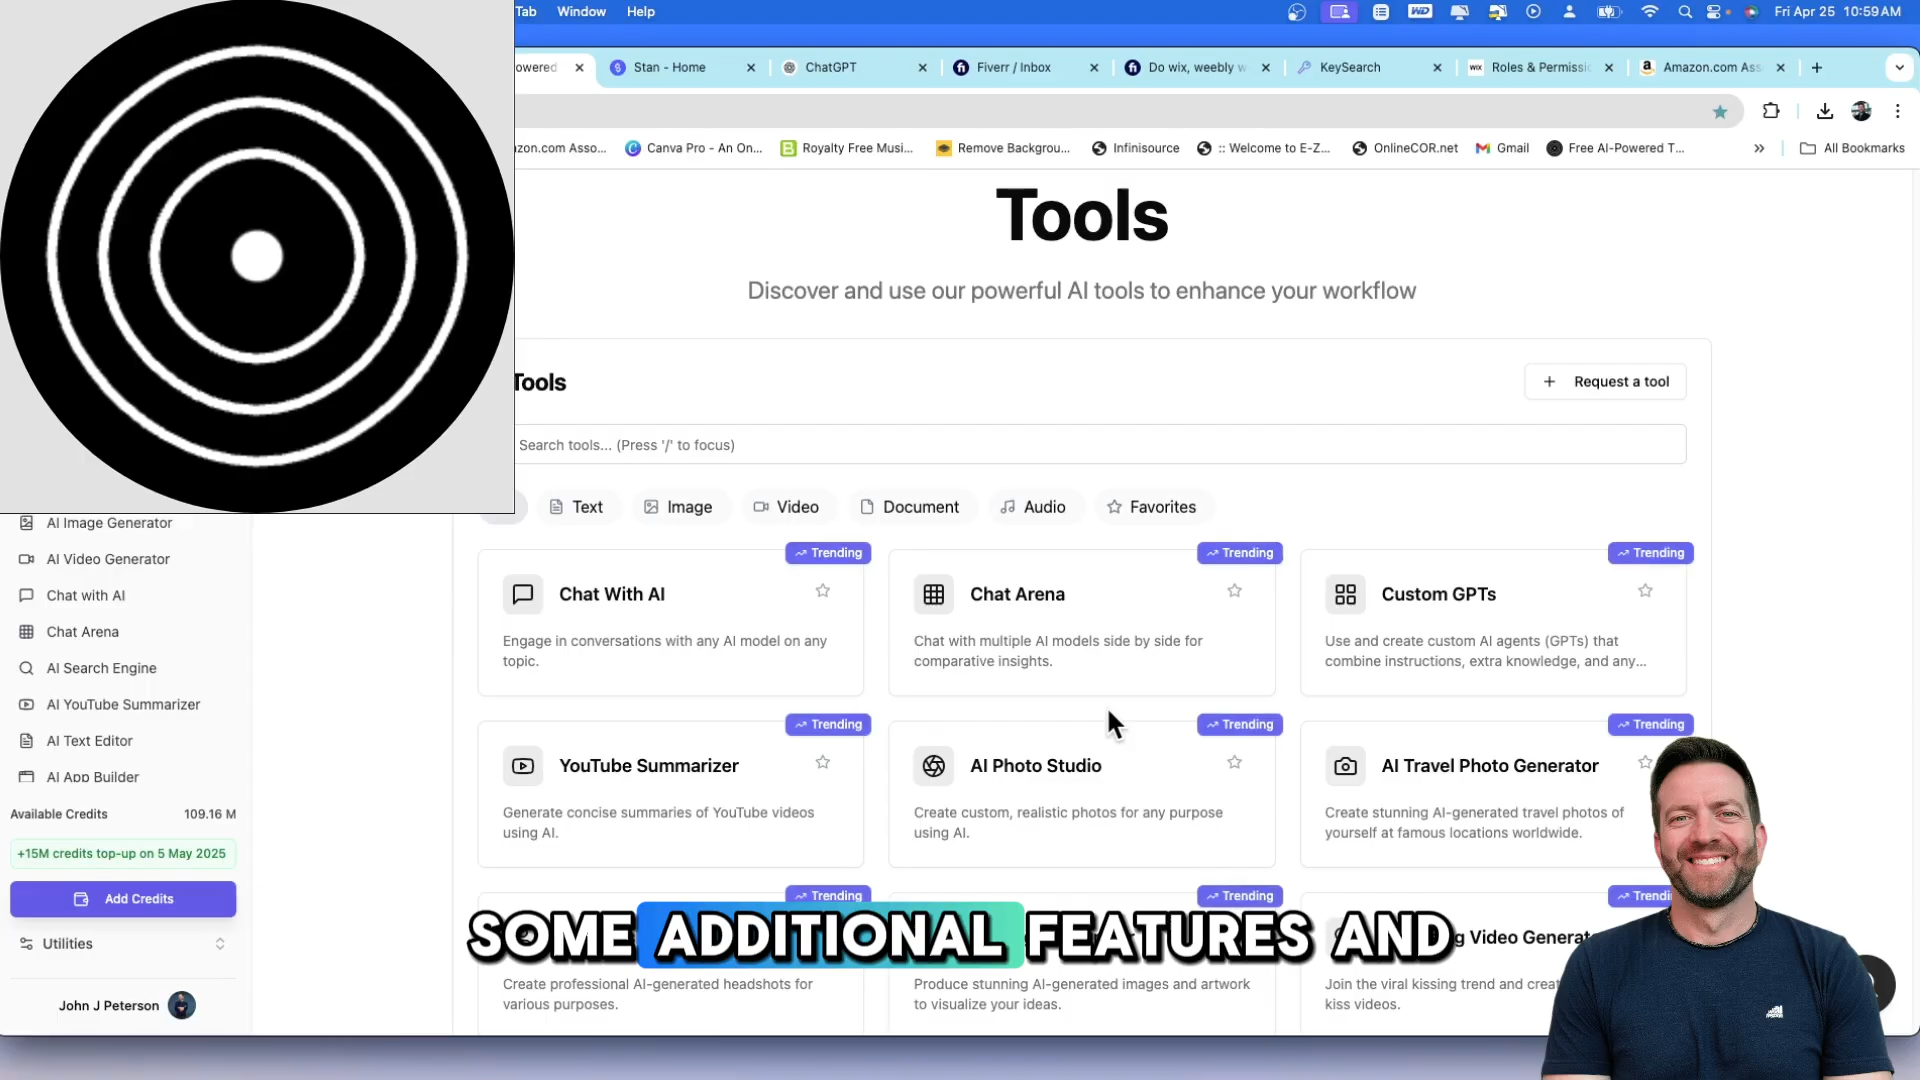 Tab Window Help Fri Apr 25 10:59 AM
owered Stan - Home ChatGPT Fiverr / Inbox Do wix, weebly w KeySearch WIX Roles & Permissi Amazon.com Ass
zon.com Asso... Canva Pro - An On... Royalty Free Musi... Remove Backgrou... Infinisource :: Welcome to E-Z... OnlineCOR.net Gmail Free AI-Powered T... All Bookmarks
Tools
Discover and use our powerful AI tools to enhance your workflow
Tools
Request a tool
Search tools... (Press '/' to focus)
Text Image Video Document Audio Favorites
Trending Trending Trending
Chat With AI
Engage in conversations with any AI model on any
topic.
Chat Arena
Chat with multiple AI models side by side for
comparative insights.
Custom GPTs
Use and create custom AI agents (GPTs) that
combine instructions, extra knowledge, and any...
Trending Trending Trending
YouTube Summarizer
Generate concise summaries of YouTube videos
using AI.
AI Photo Studio
Create custom, realistic photos for any purpose
using AI.
AI Travel Photo Generator
Create stunning AI-generated travel photos of
yourself at famous locations worldwide.
Trending Trending Trendi
g Video Generato
Create professional AI-generated headshots for
various purposes.
Produce stunning AI-generated images and artwork
to visualize your ideas.
Join the viral kissing trend and creat
kiss videos.
AI Image Generator
AI Video Generator
Chat with AI
Chat Arena
AI Search Engine
AI YouTube Summarizer
AI Text Editor
AI App Builder
Available Credits 109.16 M
+15M credits top-up on 5 May 2025
Add Credits
Utilities
John J Peterson
SOME ADDITIONAL FEATURES AND